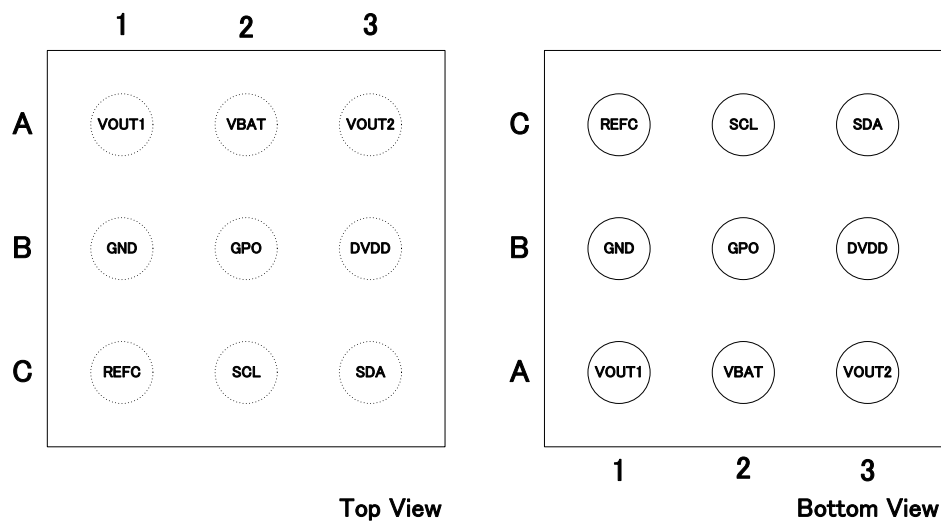 1 2 3
A VOUT1 VBAT VOUT2
B GND GPO DVDD
C REFC SCL SDA
Top View
C REFC SCL SDA
B GND GPO DVDD
A VOUT1 VBAT VOUT2
1 2 3
Bottom View